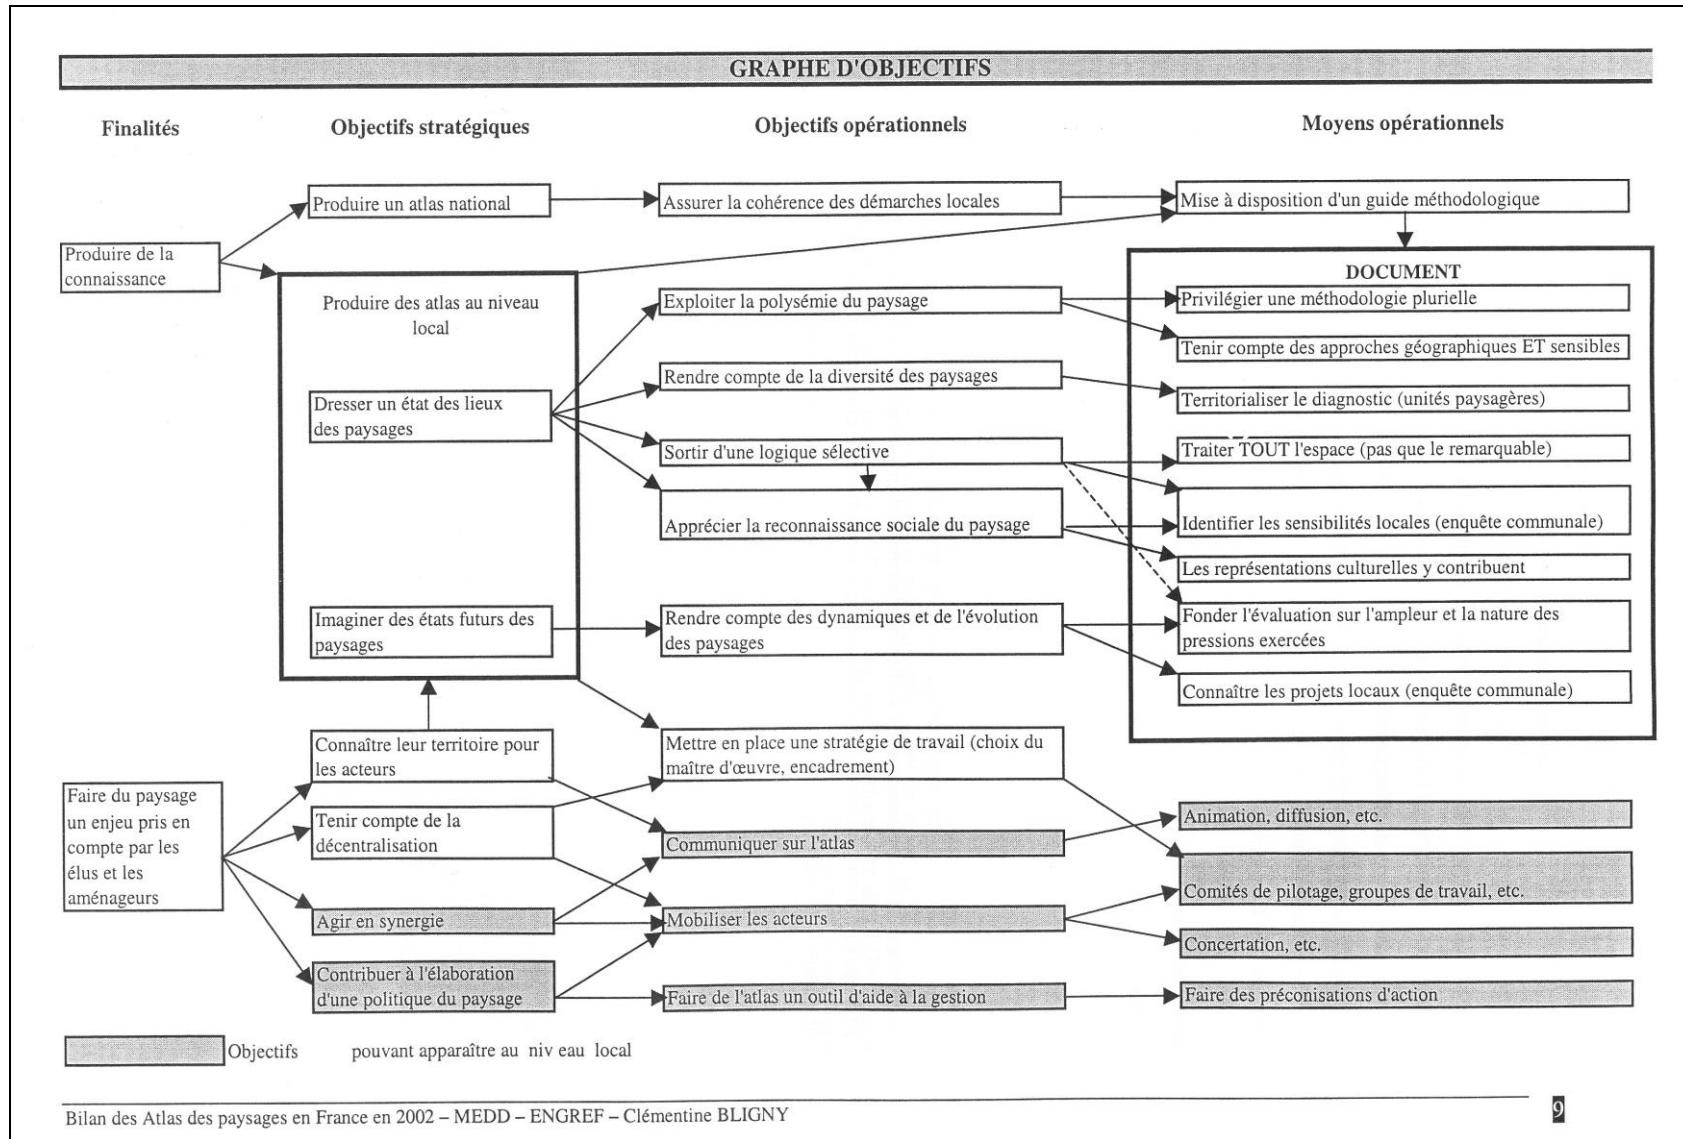 GRAPHE D'OBJECTIFS
Finalités
Objectifs stratégiques
Objectifs opérationnels
Moyens opérationnels
Produire un atlas national
Assurer la cohérence des démarches locales
Mise à disposition d'un guide méthodologique
Produire de la
connaissance
DOCUMENT
Produire des atlas au niveau
local
Exploiter la polysémie du paysage
Privilégier une méthodologie plurielle
Tenir compte des approches géographiques ET sensibles
Dresser un état des lieux
des paysages
Rendre compte de la diversité des paysages
Territorialiser le diagnostic (unités paysagères)
Sortir d'une logique sélective
Traiter TOUT l'espace (pas que le remarquable)
Apprécier la reconnaissance sociale du paysage
Identifier les sensibilités locales (enquête communale)
Les représentations culturelles y contribuent
Imaginer des états futurs des
paysages
Rendre compte des dynamiques et de l'évolution
des paysages
Fonder l'évaluation sur l'ampleur et la nature des
pressions exercées
Connaître les projets locaux (enquête communale)
Connaître leur territoire pour
les acteurs
Mettre en place une stratégie de travail (choix du
maître d'œuvre, encadrement)
Faire du paysage
un enjeu pris en
compte par les
élus et les
aménageurs
Tenir compte de la
décentralisation
Communiquer sur l'atlas
Animation, diffusion, etc.
Comités de pilotage, groupes de travail, etc.
Agir en synergie
Mobiliser les acteurs
Concertation, etc.
Contribuer à l'élaboration
d'une politique du paysage
Faire de l'atlas un outil d'aide à la gestion
Faire des préconisations d'action
Objectifs pouvant apparaître au niv eau local
Bilan des Atlas des paysages en France en 2002 – MEDD – ENGREF – Clémentine BLIGNY
9